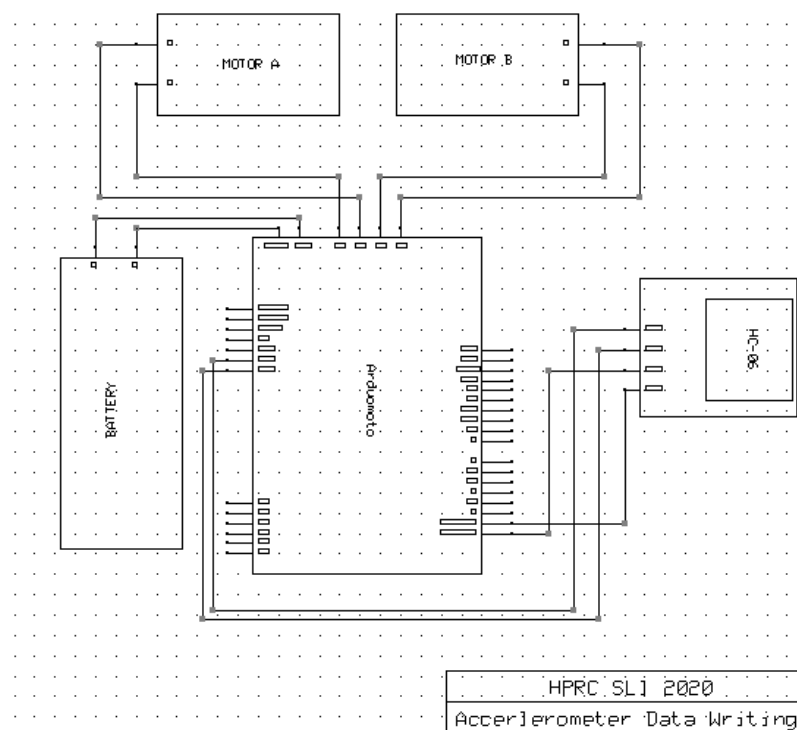 MOTOR A
MOTOR B
BATTERY
Arduomoto
HC-06
HPRC SLI 2020
Accerlerometer Data Writing